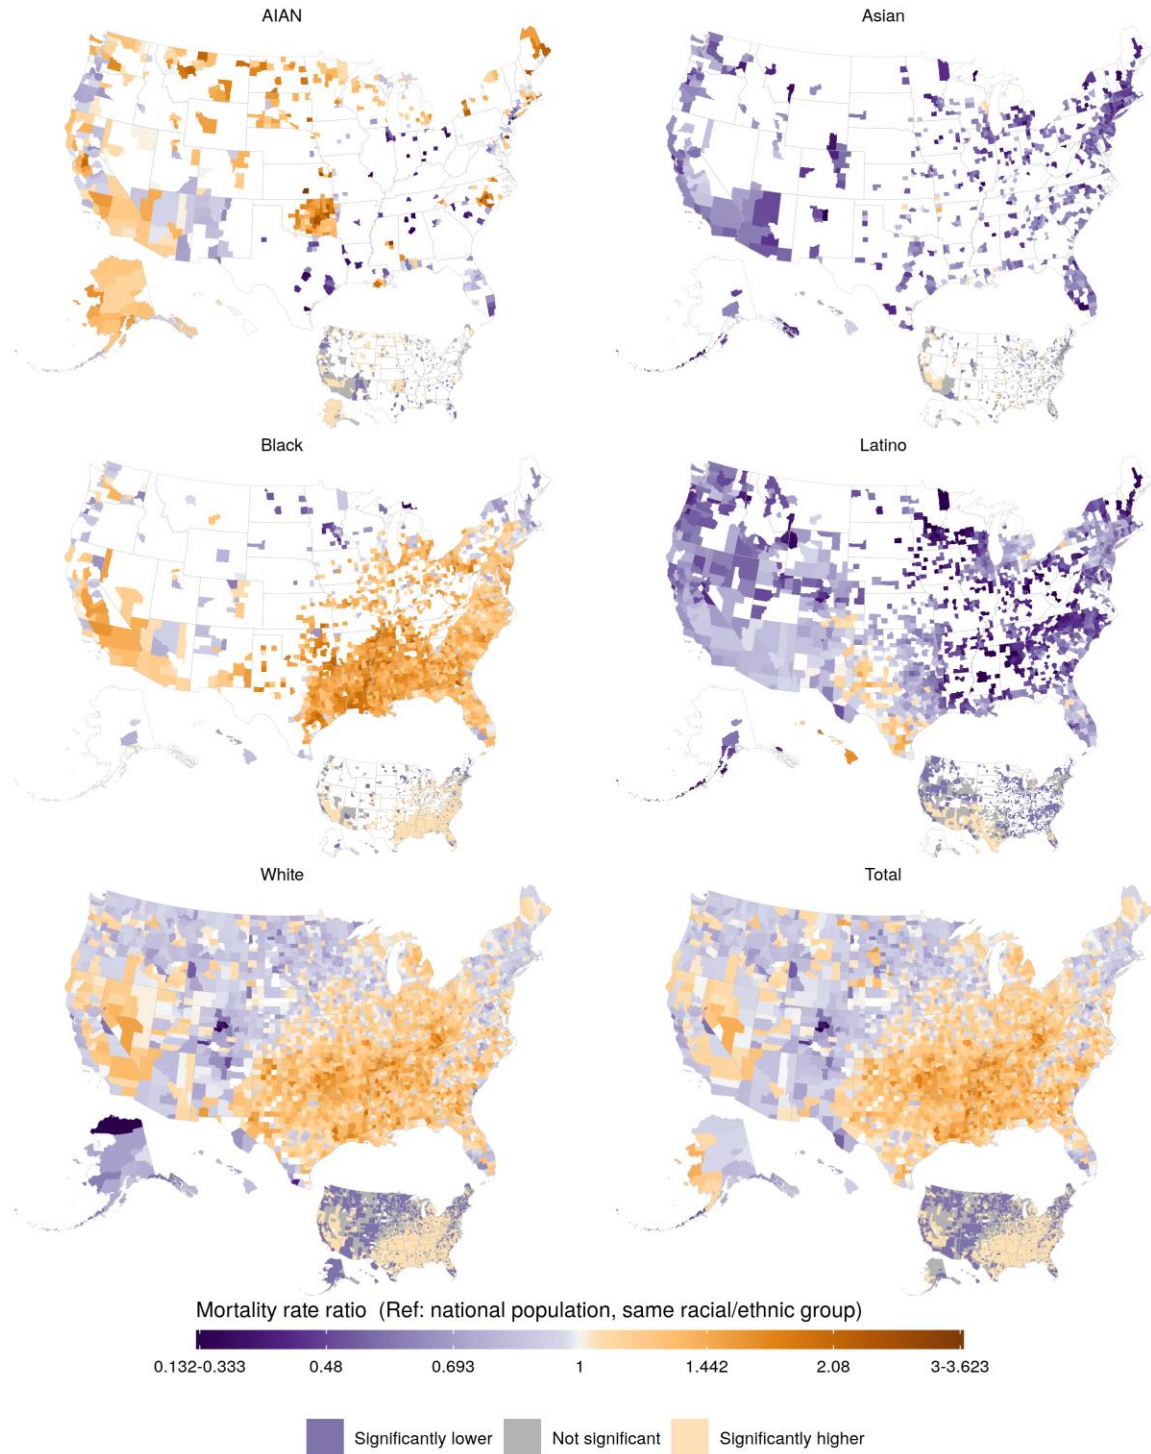 AIAN
Asian
Black
Latino
White
Total
Mortality rate ratio (Ref: national population, same racial/ethnic group)
0.132-0.333 0.48 0.693 1 1.442 2.08 3-3.623
Significantly lower Not significant Significantly higher